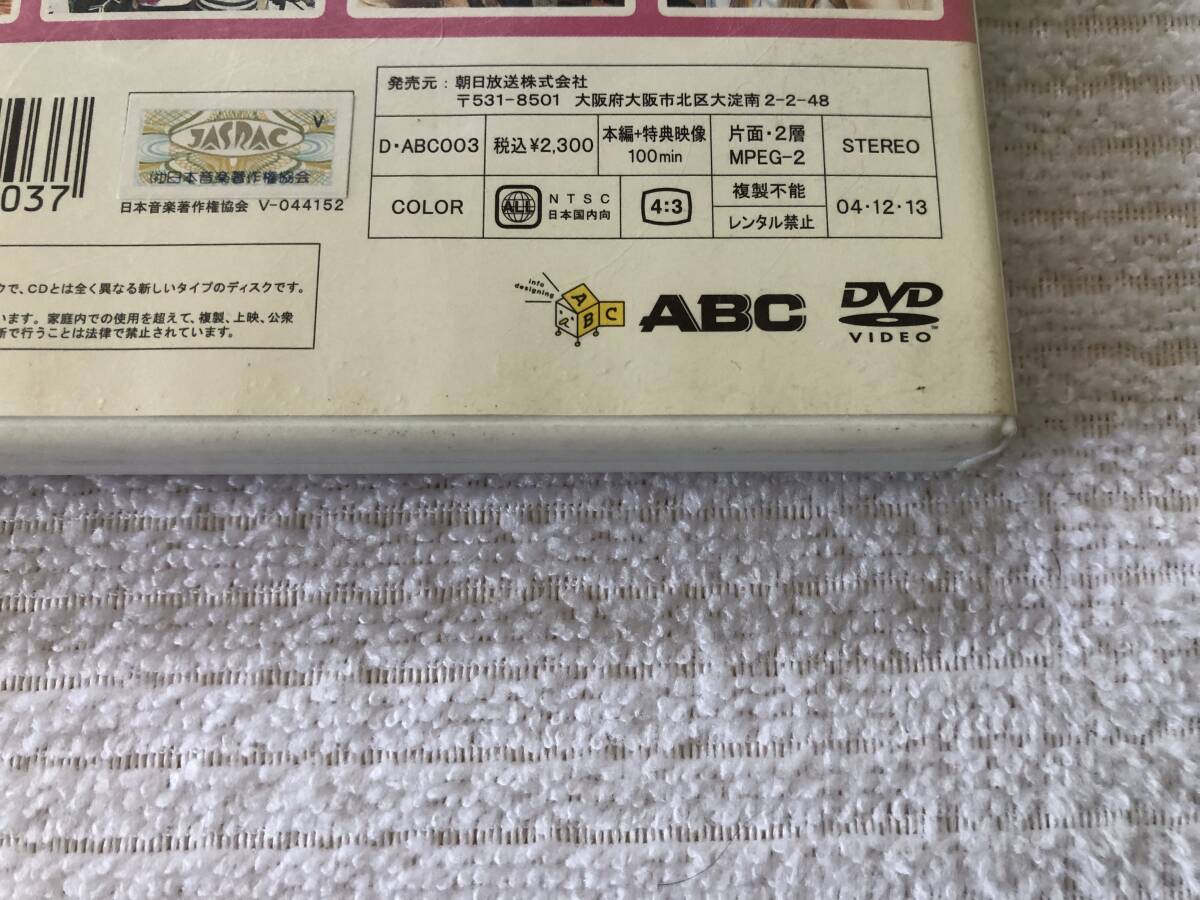 発売元：朝日放送株式会社
〒531-8501 大阪府大阪市北区大淀南2-2-48
D・ABC003 税込¥2,300 本編+特典映像 100min 片面・2層 MPEG-2 STEREO
COLOR ALL NTSC 日本国内向 4:3 複製不能 レンタル禁止 04・12・13
037
JASRAC
V
(社)日本音楽著作権協会
日本音楽著作権協会 V-044152
クで、CDとは全く異なる新しいタイプのディスクです。
います。家庭内での使用を超えて、複製、上映、公衆
所で行うことは法律で禁止されています。
info
designing
A
B C
ABC
DVD
VIDEO
TM